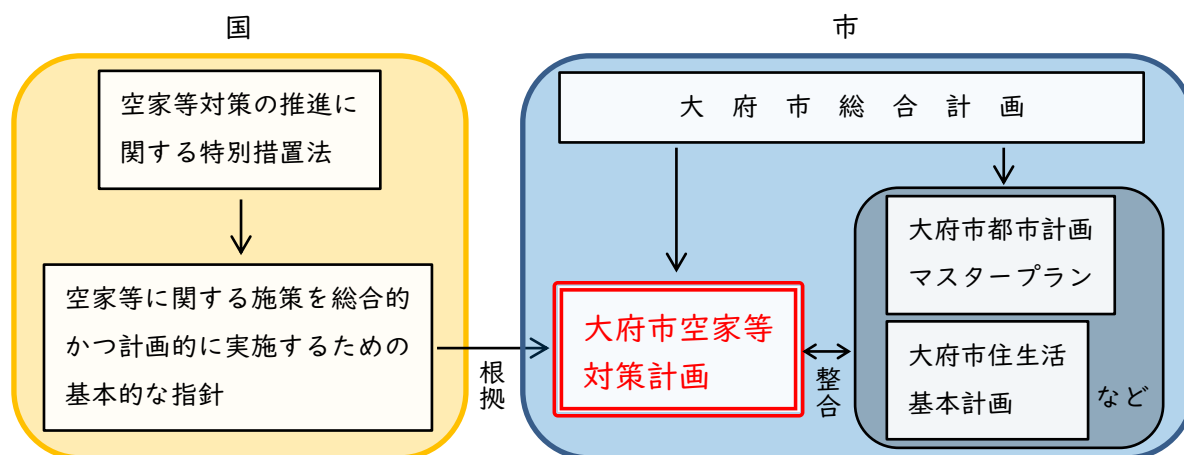 国
空家等対策の推進に
関する特別措置法
空家等に関する施策を総合的
かつ計画的に実施するための
基本的な指針
根拠
市
大府市総合計画
大府市空家等
対策計画
整合
大府市都市計画
マスタープラン
大府市住生活
基本計画
など